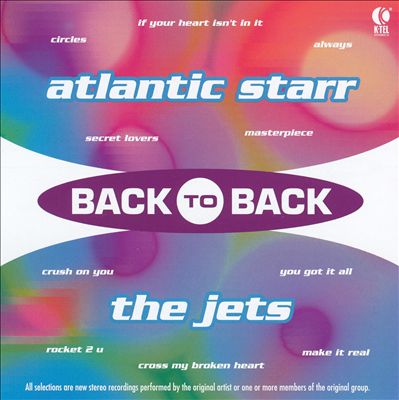 if your heart isn't in it
K
K-TEL
circles
always
atlantic starr
secret lovers
masterpiece
BACK TO BACK
crush on you
you got it all
the jets
rocket 2 u
make it real
cross my broken heart
All selections are new stereo recordings performed by the original artist or one or more members of the original group.